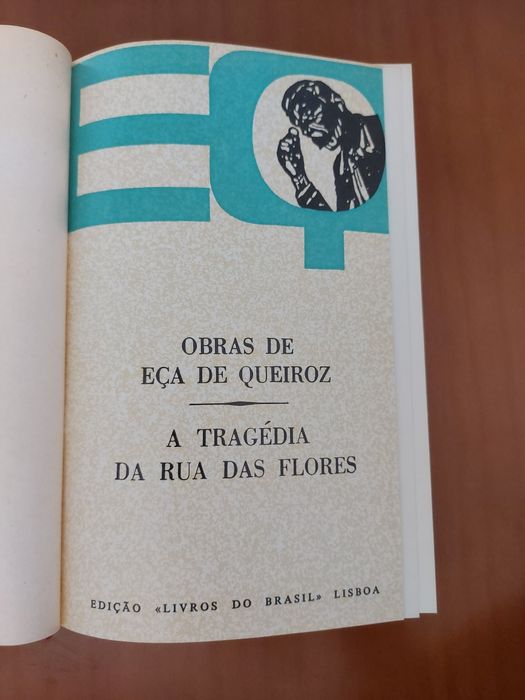 EQ
OBRAS DE
EÇA DE QUEIROZ
A TRAGÉDIA
DA RUA DAS FLORES
EDIÇÃO «LIVROS DO BRASIL» LISBOA